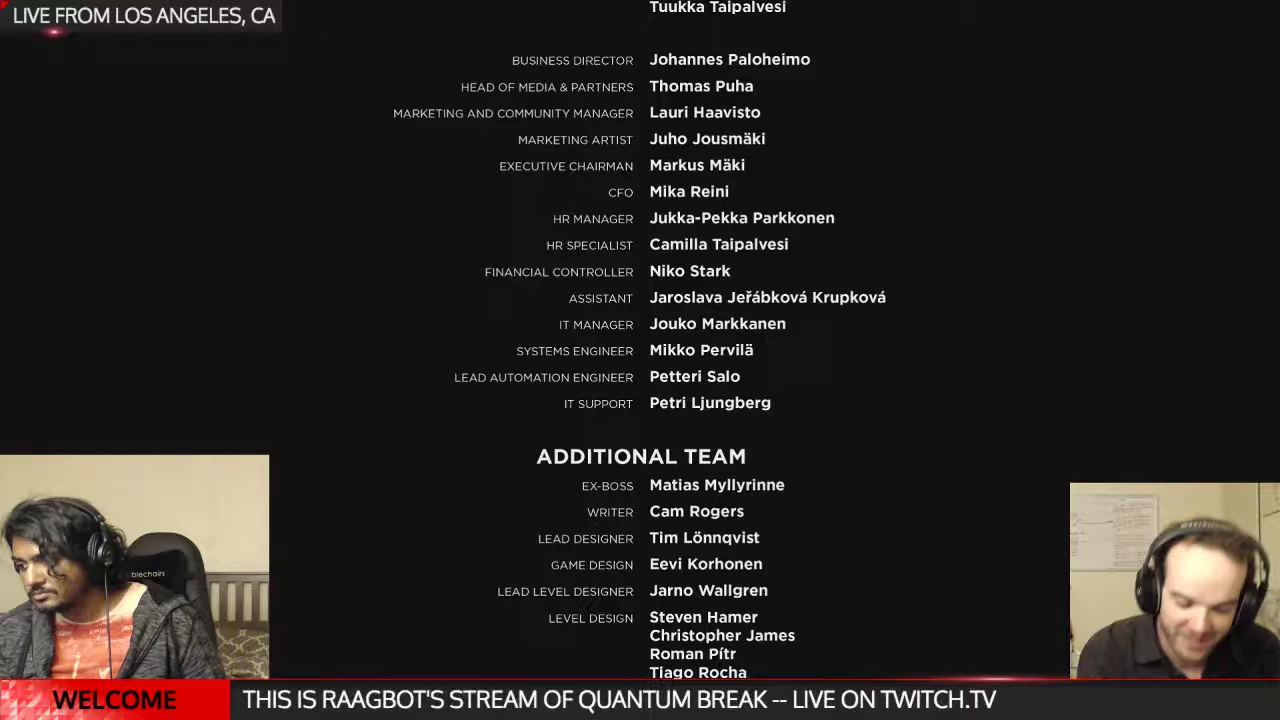 LIVE FROM LOS ANGELES, CA
Tuukka Taipalvesi
BUSINESS DIRECTOR Johannes Paloheimo
HEAD OF MEDIA & PARTNERS Thomas Puha
MARKETING AND COMMUNITY MANAGER Lauri Haavisto
MARKETING ARTIST Juho Jousmäki
EXECUTIVE CHAIRMAN Markus Mäki
CFO Mika Reini
HR MANAGER Jukka-Pekka Parkkonen
HR SPECIALIST Camilla Taipalvesi
FINANCIAL CONTROLLER Niko Stark
ASSISTANT Jaroslava Jeřábková Krupková
IT MANAGER Jouko Markkanen
SYSTEMS ENGINEER Mikko Pervilä
LEAD AUTOMATION ENGINEER Petteri Salo
IT SUPPORT Petri Ljungberg
ADDITIONAL TEAM
EX-BOSS Matias Myllyrinne
WRITER Cam Rogers
LEAD DESIGNER Tim Lönnqvist
GAME DESIGN Eevi Korhonen
LEAD LEVEL DESIGNER Jarno Wallgren
LEVEL DESIGN Steven Hamer
Christopher James
Roman Pítr
Tiago Rocha
blechairs
WELCOME THIS IS RAAGBOT'S STREAM OF QUANTUM BREAK -- LIVE ON TWITCH.TV